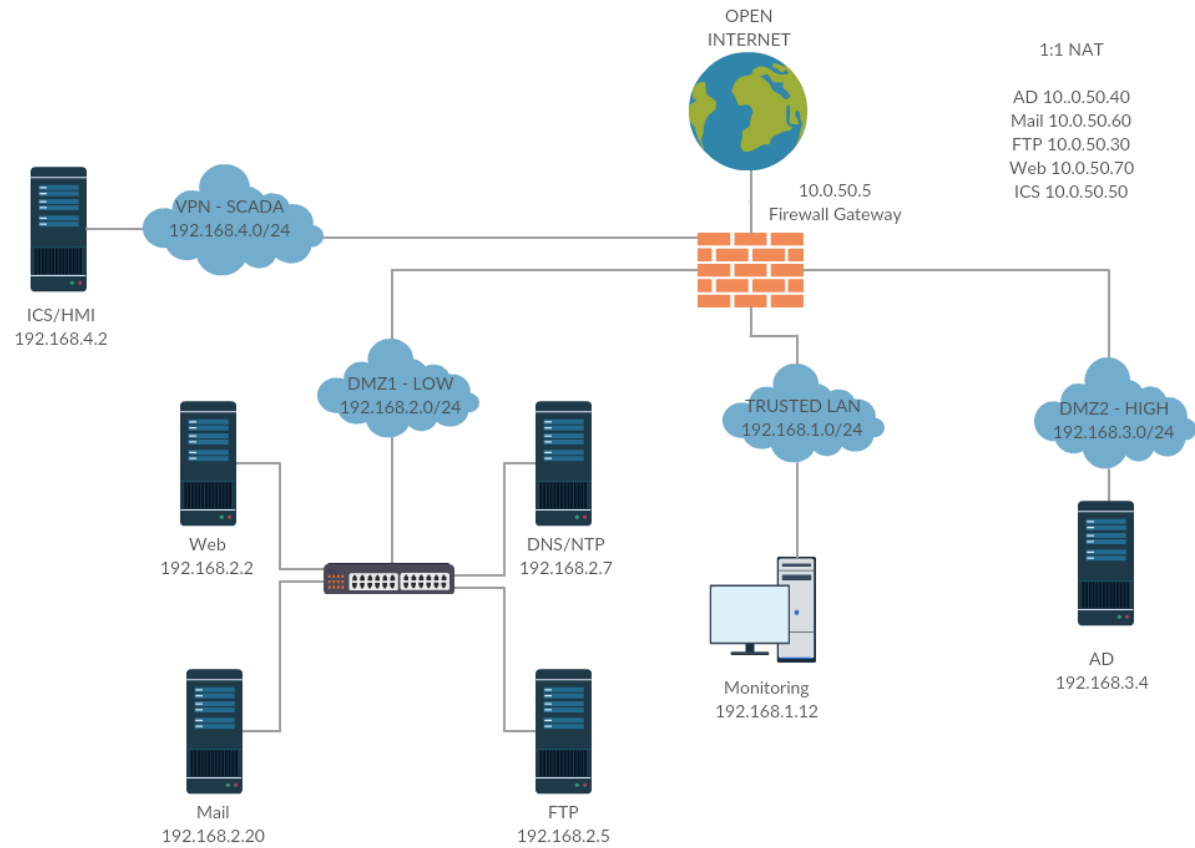 OPEN
INTERNET
1:1 NAT
AD 10..0.50.40
Mail 10.0.50.60
FTP 10.0.50.30
Web 10.0.50.70
ICS 10.0.50.50
10.0.50.5
Firewall Gateway
VPN - SCADA
192.168.4.0/24
ICS/HMI
192.168.4.2
DMZ1 - LOW
192.168.2.0/24
TRUSTED LAN
192.168.1.0/24
DMZ2 - HIGH
192.168.3.0/24
Web
192.168.2.2
DNS/NTP
192.168.2.7
Monitoring
192.168.1.12
AD
192.168.3.4
Mail
192.168.2.20
FTP
192.168.2.5